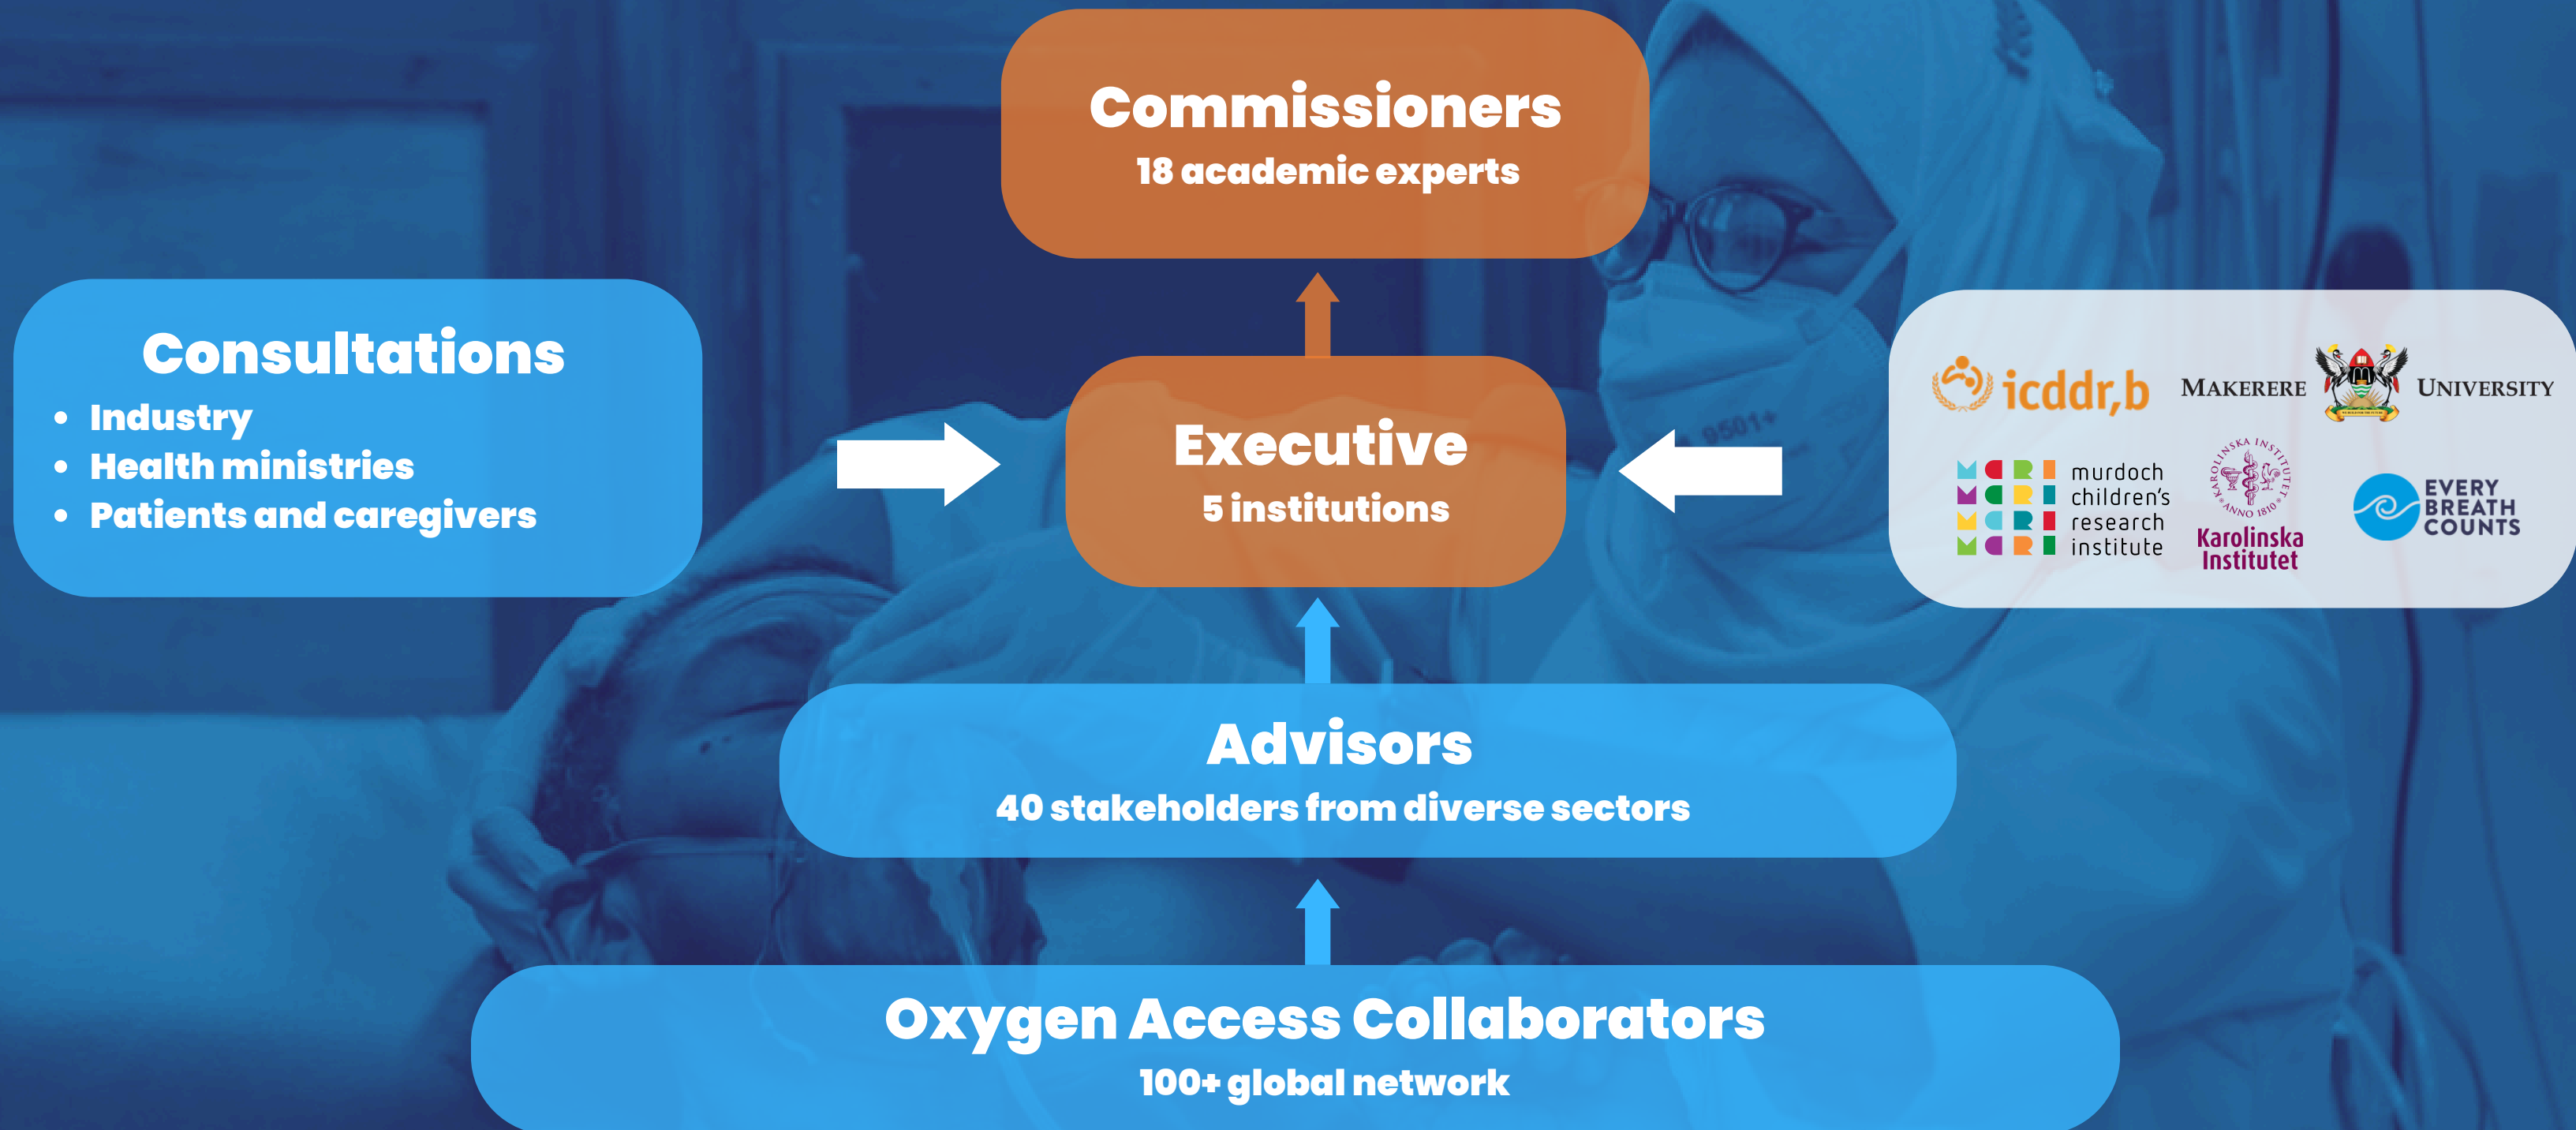 Commissioners
18 academic experts
Consultations
• Industry
• Health ministries
• Patients and caregivers
Executive
5 institutions
icddr,b
MAKERERE UNIVERSITY
murdoch
children's
research
institute
KAROLINSKA INSTITUTET
ANNO 1810
Karolinska
Institutet
EVERY
BREATH
COUNTS
9501+
Advisors
40 stakeholders from diverse sectors
Oxygen Access Collaborators
100+ global network